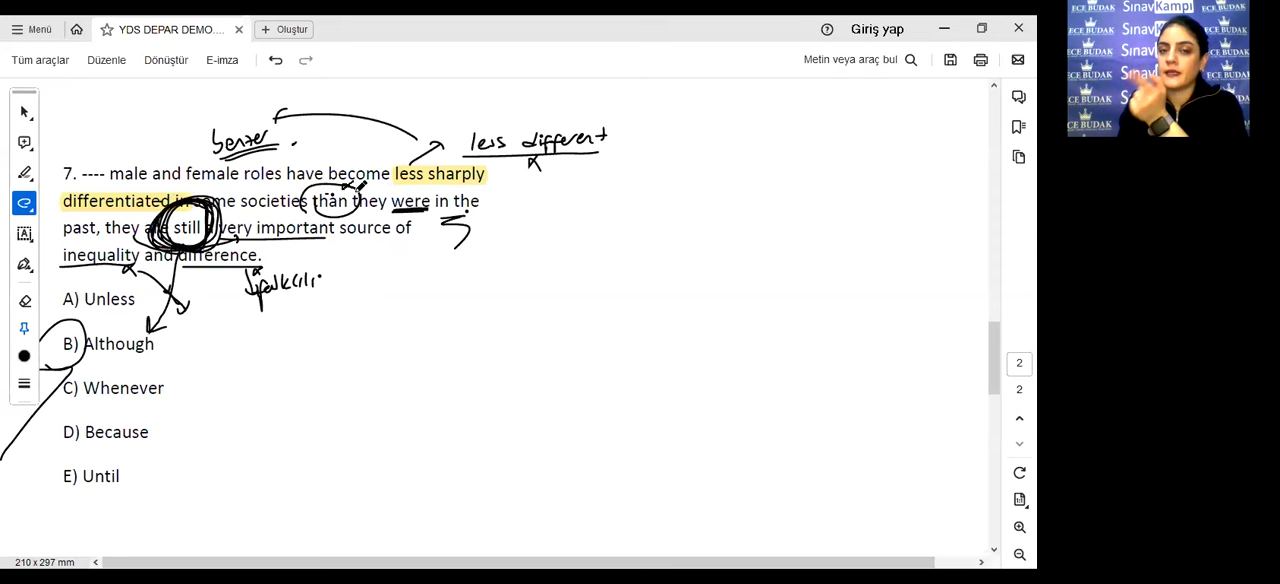 Menü
YDS DEPAR DEMO....
Oluştur
Giriş yap
Tüm araçlar
Düzenle
Dönüştür
E-imza
Metin veya araç bul
ECE BUDAK
SınavKampı
benzer
less different
7. ---- male and female roles have become less sharply
differentiated in some societies than they were in the
past, they are still a very important source of
inequality and difference.
farklılı
A) Unless
B) Although
C) Whenever
D) Because
E) Until
2
2
210 x 297 mm